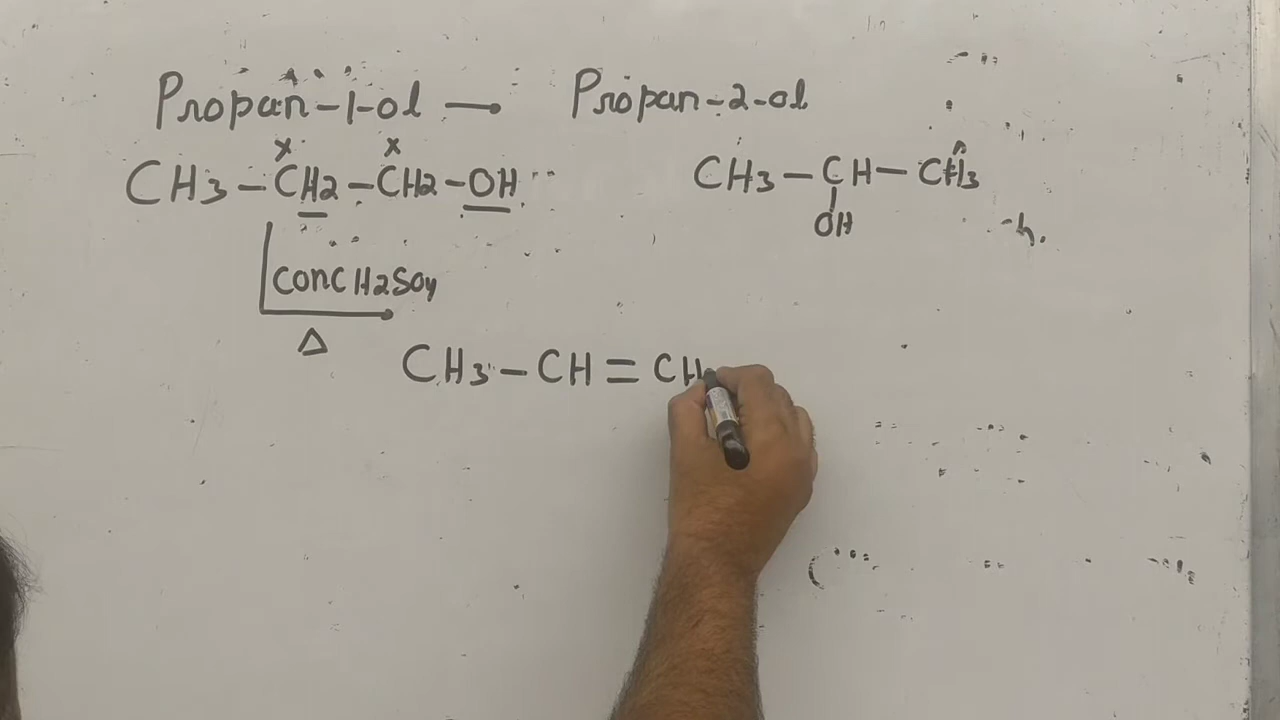 Propan-1-ol → Propan-2-ol
x x
CH3-CH2-CH2-OH CH3-CH-CH3
OH
ConC H2SO4
Δ
CH3-CH=CH